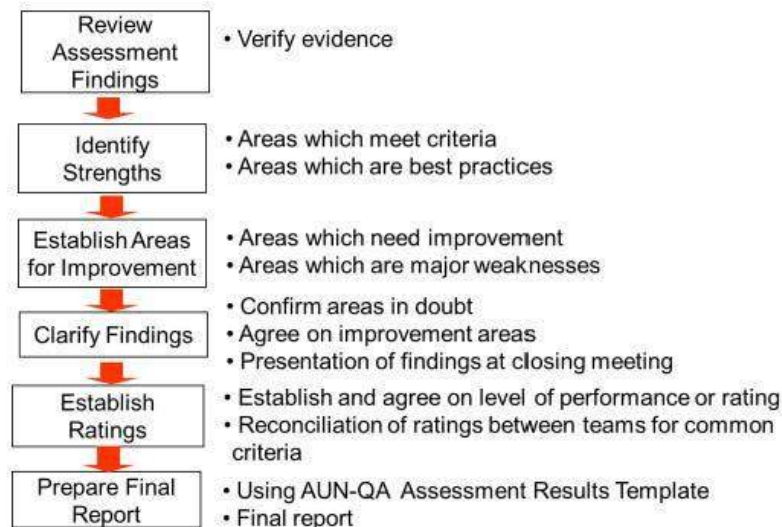 Review
Assessment
Findings
• Verify evidence
Identify
Strengths
• Areas which meet criteria
• Areas which are best practices
Establish Areas
for Improvement
• Areas which need improvement
• Areas which are major weaknesses
Clarify Findings
• Confirm areas in doubt
• Agree on improvement areas
• Presentation of findings at closing meeting
Establish
Ratings
• Establish and agree on level of performance or rating
• Reconciliation of ratings between teams for common
criteria
Prepare Final
Report
• Using AUN-QA Assessment Results Template
• Final report